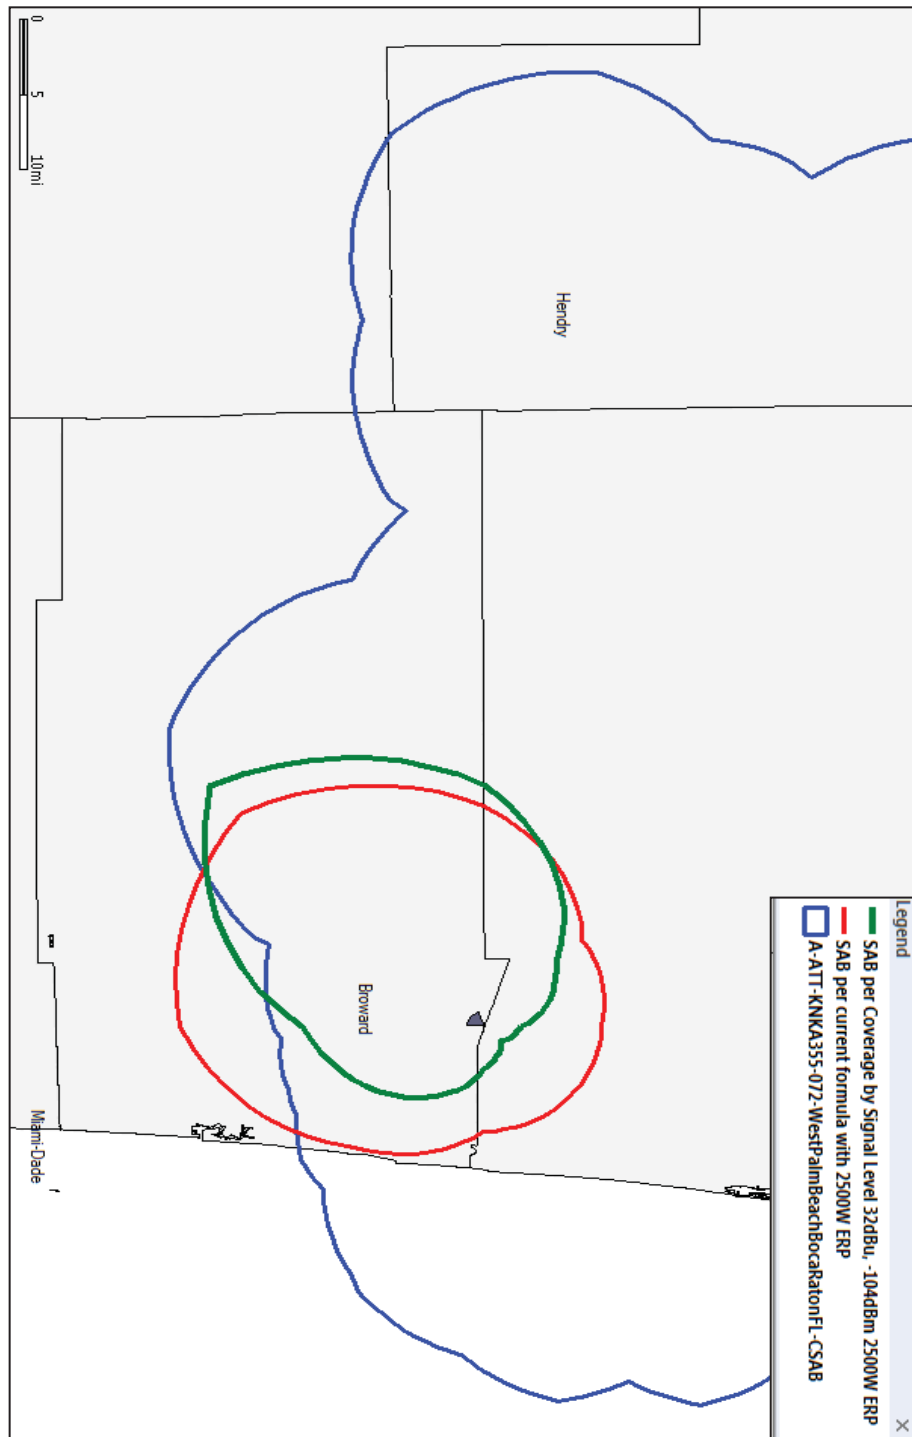 Legend
X
SAB per Coverage by Signal Level 32dBu, -104dBm 2500W ERP
SAB per current formula with 2500W ERP
A-ATT-KNKA355-072-WestPalmBeachBocaRatonFL-CSAB
Hendry
Broward
Miami-Dade
0 5 10mi